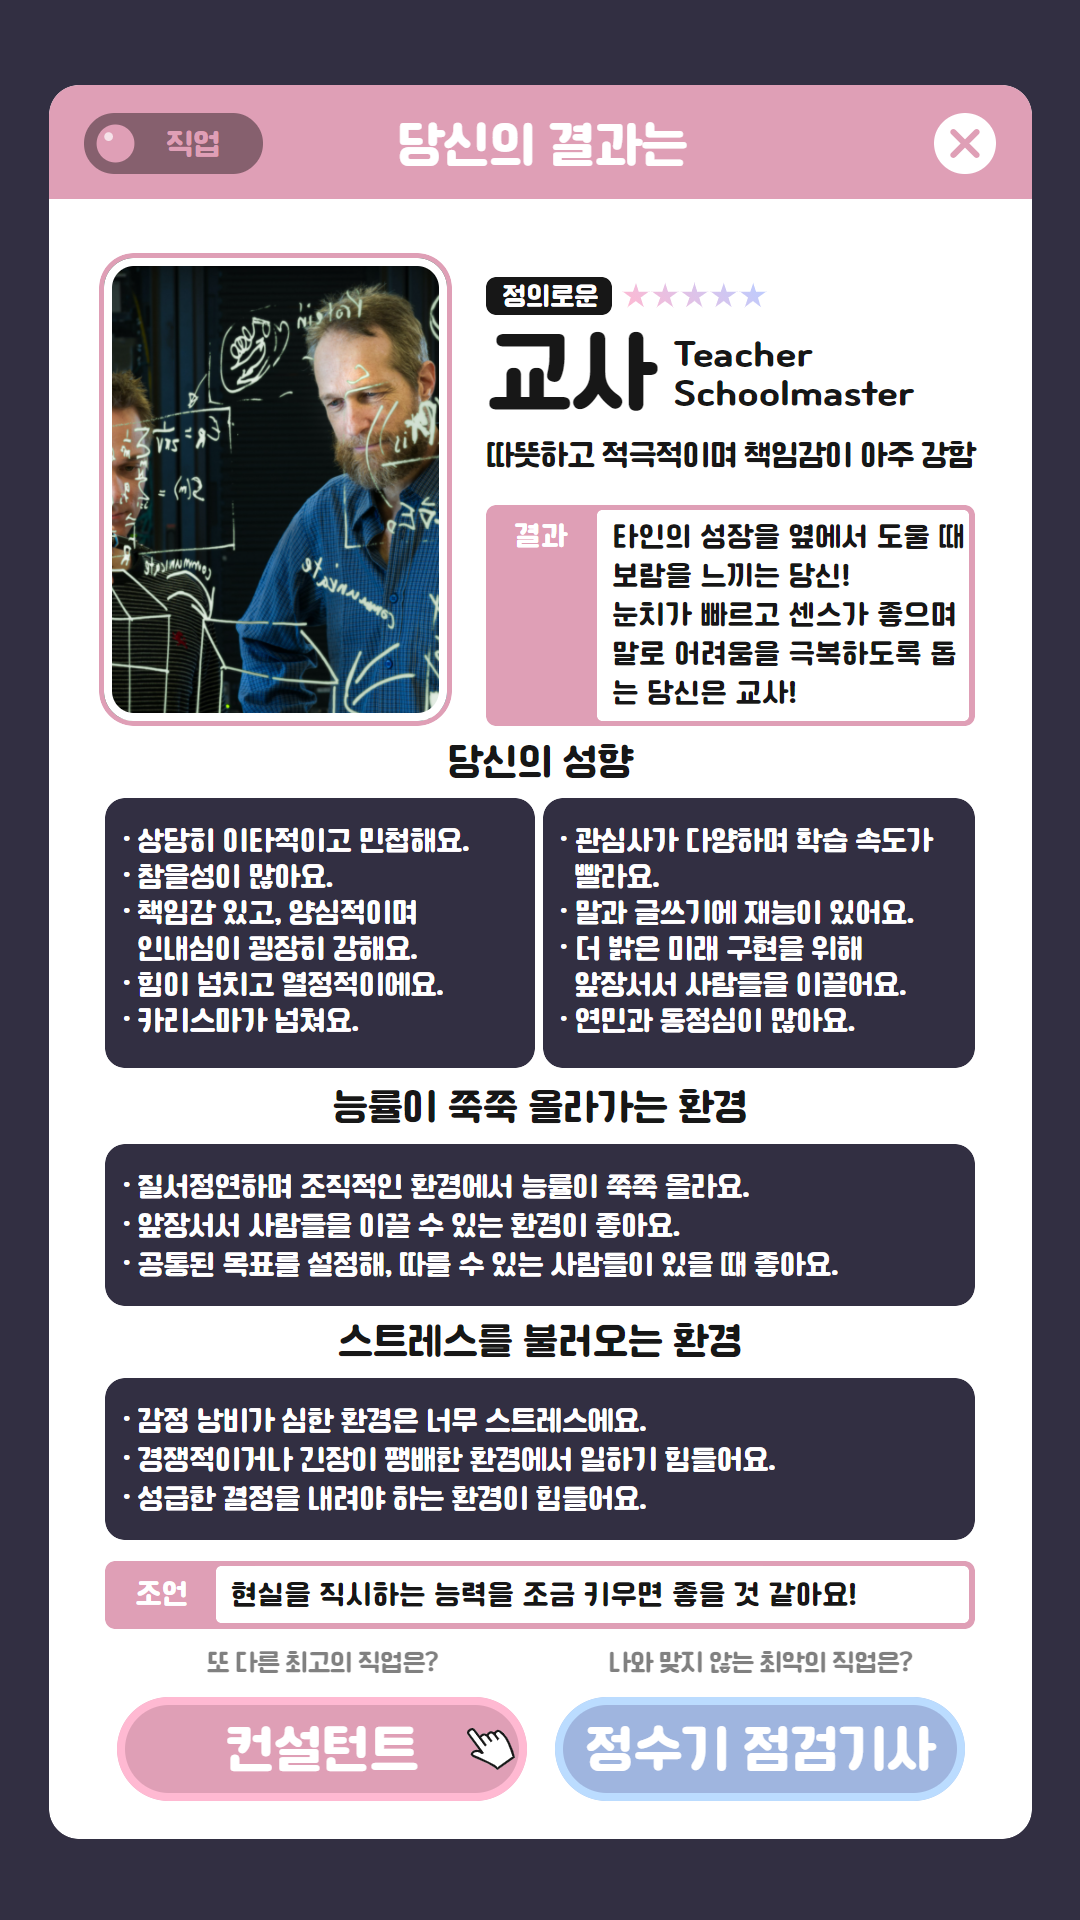 직업
당신의 결과는
정의로운
교사
Teacher
Schoolmaster
따뜻하고 적극적이며 책임감이 아주 강함
결과
타인의 성장을 옆에서 도울 때
보람을 느끼는 당신!
눈치가 빠르고 센스가 좋으며
말로 어려움을 극복하도록 돕
는 당신은 교사!
당신의 성향
· 상당히 이타적이고 민첩해요.
· 참을성이 많아요.
· 책임감 있고, 양심적이며
인내심이 굉장히 강해요.
· 힘이 넘치고 열정적이에요.
· 카리스마가 넘쳐요.
· 관심사가 다양하며 학습 속도가
빨라요.
· 말과 글쓰기에 재능이 있어요.
· 더 밝은 미래 구현을 위해
앞장서서 사람들을 이끌어요.
· 연민과 동정심이 많아요.
능률이 쭉쭉 올라가는 환경
· 질서정연하며 조직적인 환경에서 능률이 쭉쭉 올라요.
· 앞장서서 사람들을 이끌 수 있는 환경이 좋아요.
· 공통된 목표를 설정해, 따를 수 있는 사람들이 있을 때 좋아요.
스트레스를 불러오는 환경
· 감정 낭비가 심한 환경은 너무 스트레스에요.
· 경쟁적이거나 긴장이 팽배한 환경에서 일하기 힘들어요.
· 성급한 결정을 내려야 하는 환경이 힘들어요.
조언
현실을 직시하는 능력을 조금 키우면 좋을 것 같아요!
또 다른 최고의 직업은?
나와 맞지 않는 최악의 직업은?
컨설턴트
정수기 점검기사